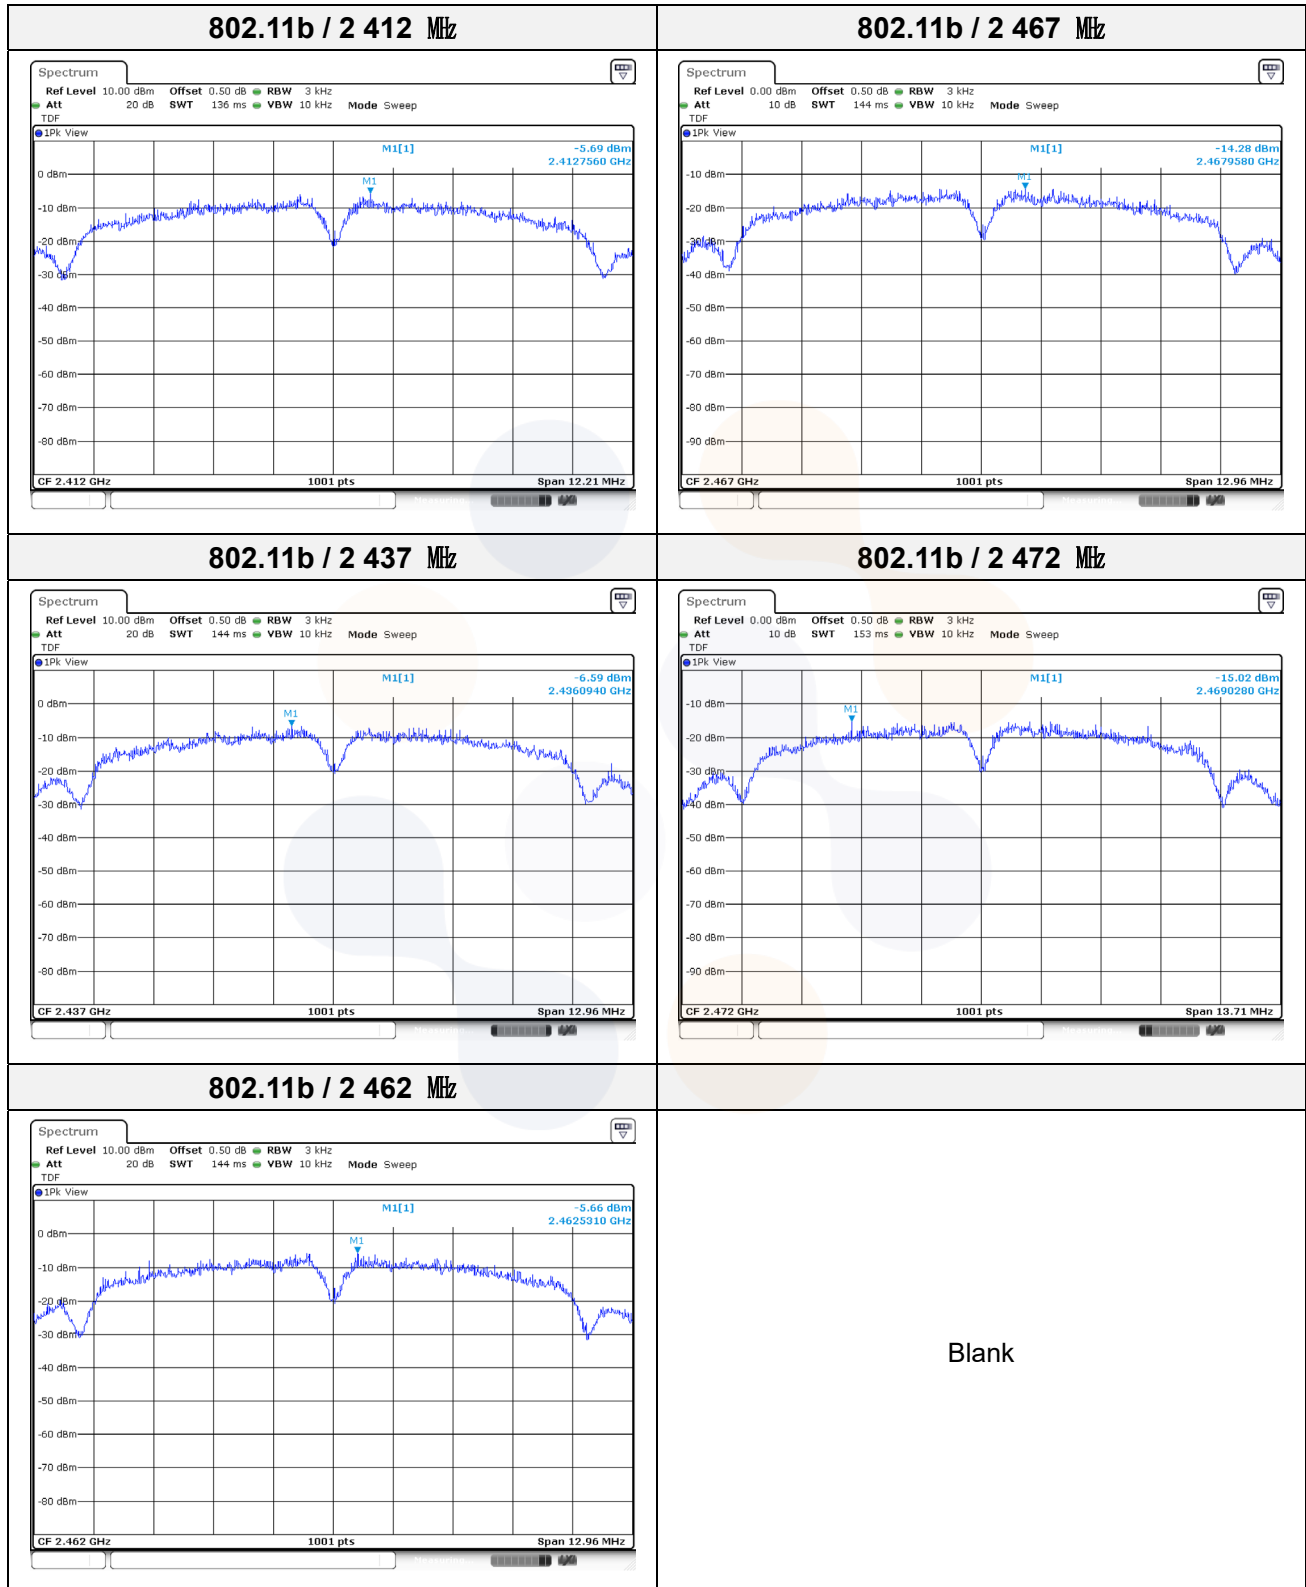 802.11b / 2 412 ㎒
Spectrum
Ref Level 10.00 dBm Offset 0.50 dB RBW 3 kHz
Att 20 dB SWT 136 ms VBW 10 kHz Mode Sweep
TDF
1Pk View
M1[1] -5.69 dBm
2.4127560 GHz
M1
0 dBm
-10 dBm
-20 dBm
-30 dBm
-40 dBm
-50 dBm
-60 dBm
-70 dBm
-80 dBm
CF 2.412 GHz 1001 pts Span 12.21 MHz
Measuring...
802.11b / 2 467 ㎒
Spectrum
Ref Level 0.00 dBm Offset 0.50 dB RBW 3 kHz
Att 10 dB SWT 144 ms VBW 10 kHz Mode Sweep
TDF
1Pk View
M1[1] -14.28 dBm
2.4679580 GHz
M1
-10 dBm
-20 dBm
-30 dBm
-40 dBm
-50 dBm
-60 dBm
-70 dBm
-80 dBm
-90 dBm
CF 2.467 GHz 1001 pts Span 12.96 MHz
Measuring...
802.11b / 2 437 ㎒
Spectrum
Ref Level 10.00 dBm Offset 0.50 dB RBW 3 kHz
Att 20 dB SWT 144 ms VBW 10 kHz Mode Sweep
TDF
1Pk View
M1[1] -6.59 dBm
2.4360940 GHz
M1
0 dBm
-10 dBm
-20 dBm
-30 dBm
-40 dBm
-50 dBm
-60 dBm
-70 dBm
-80 dBm
CF 2.437 GHz 1001 pts Span 12.96 MHz
Measuring...
802.11b / 2 472 ㎒
Spectrum
Ref Level 0.00 dBm Offset 0.50 dB RBW 3 kHz
Att 10 dB SWT 153 ms VBW 10 kHz Mode Sweep
TDF
1Pk View
M1[1] -15.02 dBm
2.4690280 GHz
M1
-10 dBm
-20 dBm
-30 dBm
-40 dBm
-50 dBm
-60 dBm
-70 dBm
-80 dBm
-90 dBm
CF 2.472 GHz 1001 pts Span 13.71 MHz
Measuring...
802.11b / 2 462 ㎒
Spectrum
Ref Level 10.00 dBm Offset 0.50 dB RBW 3 kHz
Att 20 dB SWT 144 ms VBW 10 kHz Mode Sweep
TDF
1Pk View
M1[1] -5.66 dBm
2.4625310 GHz
M1
0 dBm
-10 dBm
-20 dBm
-30 dBm
-40 dBm
-50 dBm
-60 dBm
-70 dBm
-80 dBm
CF 2.462 GHz 1001 pts Span 12.96 MHz
Measuring...
Blank